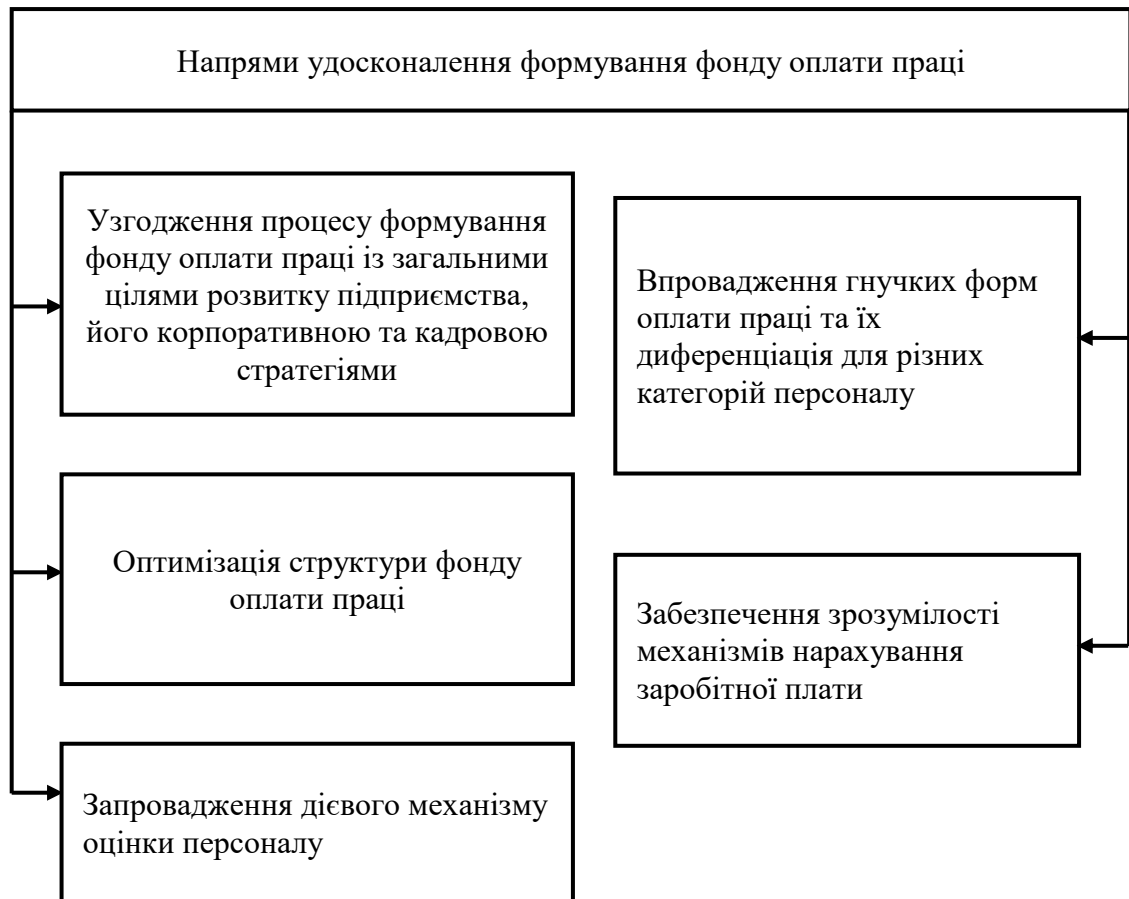 Напрями удосконалення формування фонду оплати праці
Узгодження процесу формування
фонду оплати праці із загальними
цілями розвитку підприємства,
його корпоративною та кадровою
стратегіями
Впровадження гнучких форм
оплати праці та їх
диференціація для різних
категорій персоналу
Оптимізація структури фонду
оплати праці
Забезпечення зрозумілості
механізмів нарахування
заробітної плати
Запровадження дієвого механізму
оцінки персоналу